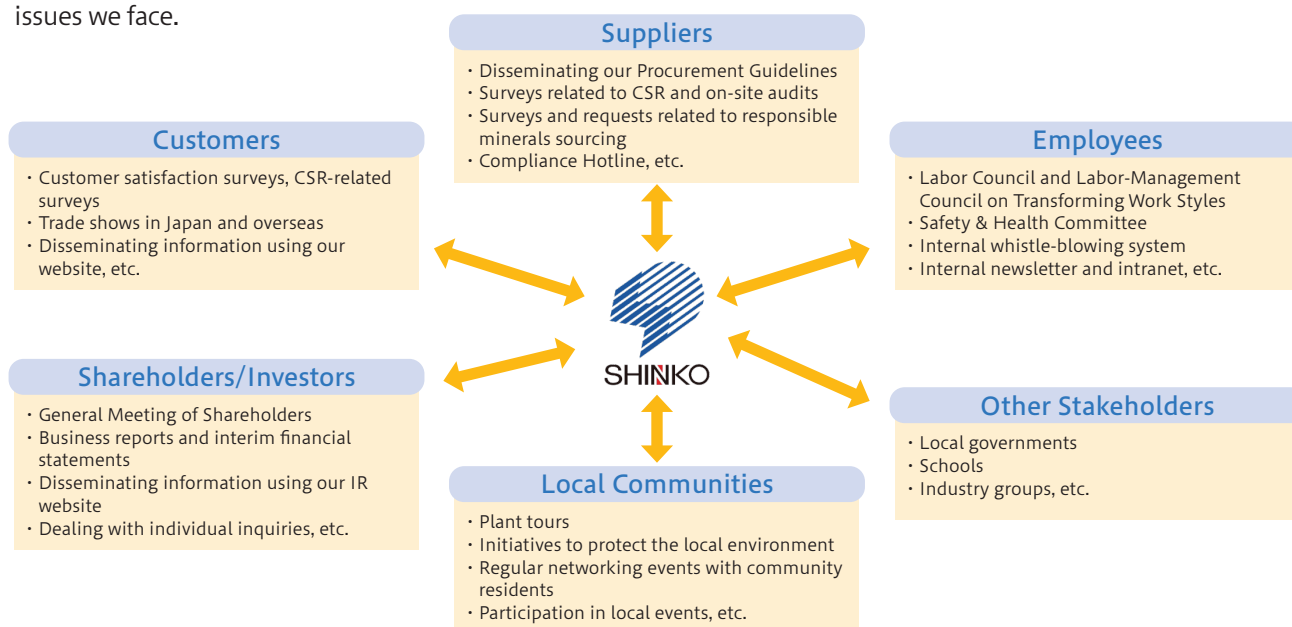 issues we face.
Suppliers
・Disseminating our Procurement Guidelines
・Surveys related to CSR and on-site audits
・Surveys and requests related to responsible
minerals sourcing
・Compliance Hotline, etc.
Customers
・Customer satisfaction surveys, CSR-related
surveys
・Trade shows in Japan and overseas
・Disseminating information using our
website, etc.
Employees
・Labor Council and Labor-Management
Council on Transforming Work Styles
・Safety & Health Committee
・Internal whistle-blowing system
・Internal newsletter and intranet, etc.
SHINKO
Shareholders/Investors
・General Meeting of Shareholders
・Business reports and interim financial
statements
・Disseminating information using our IR
website
・Dealing with individual inquiries, etc.
Local Communities
・Plant tours
・Initiatives to protect the local environment
・Regular networking events with community
residents
・Participation in local events, etc.
Other Stakeholders
・Local governments
・Schools
・Industry groups, etc.